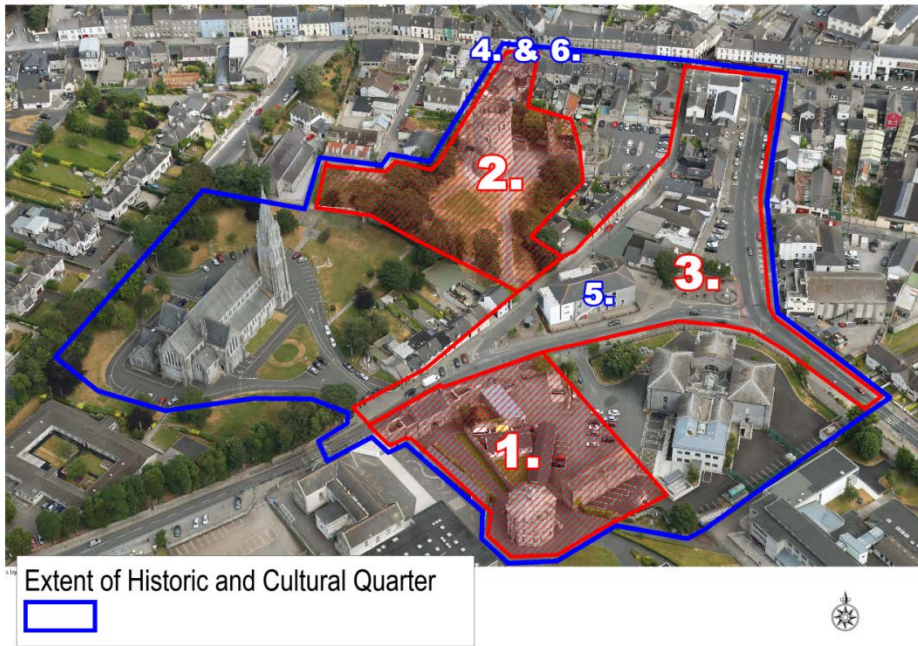 4. & 6.
2.
3.
5.
1.
Extent of Historic and Cultural Quarter